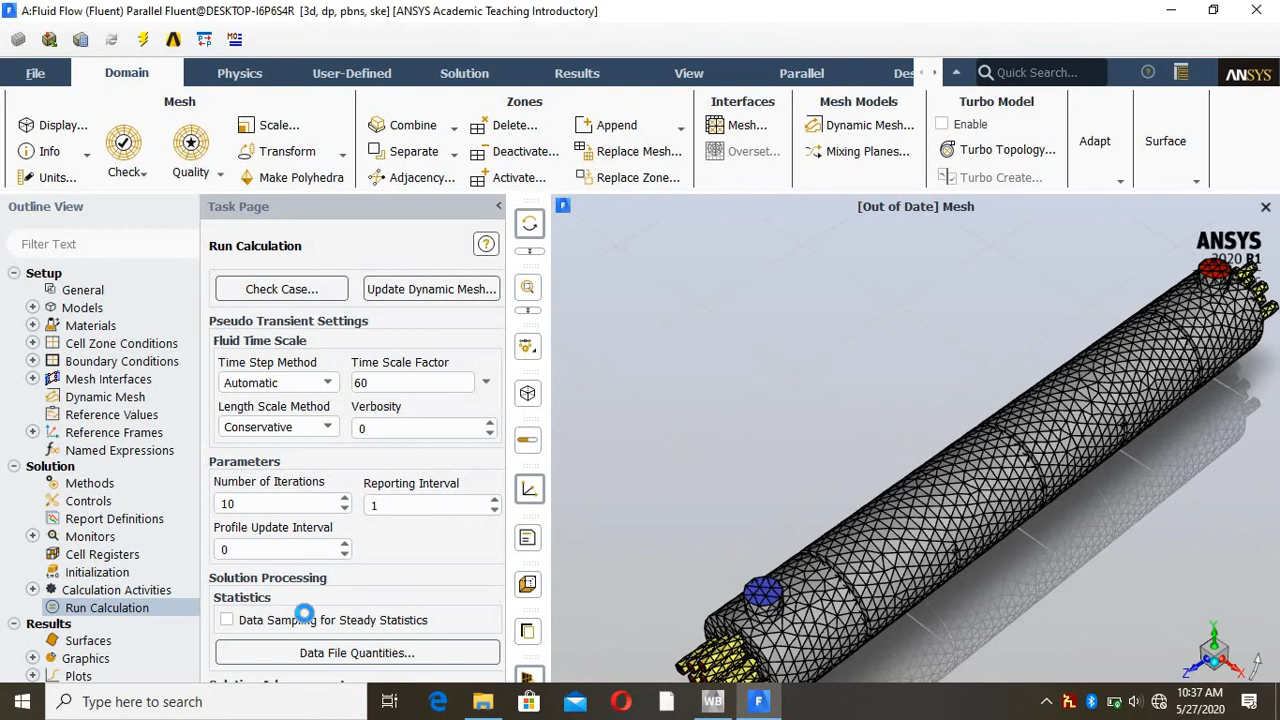 A:Fluid Flow (Fluent) Parallel Fluent@DESKTOP-I6P6S4R [3d, dp, pbns, ske] [ANSYS Academic Teaching Introductory]
File Domain Physics User-Defined Solution Results View Parallel Des Quick Search... ANSYS
Mesh Zones Interfaces Mesh Models Turbo Model
Display... Scale... Combine Delete... Append Mesh... Dynamic Mesh... Enable
Info Check Quality Transform Separate Deactivate... Replace Mesh... Overset... Mixing Planes... Turbo Topology... Adapt Surface
Units... Make Polyhedra Adjacency... Activate... Replace Zone... Turbo Create...
Outline View
Filter Text
Setup
General
Models
Materials
Cell Zone Conditions
Boundary Conditions
Mesh Interfaces
Dynamic Mesh
Reference Values
Reference Frames
Named Expressions
Solution
Methods
Controls
Report Definitions
Monitors
Cell Registers
Initialization
Calculation Activities
Run Calculation
Results
Surfaces
Graphics
Plots
Task Page
Run Calculation
Check Case... Update Dynamic Mesh...
Pseudo Transient Settings
Fluid Time Scale
Time Step Method Time Scale Factor
Automatic 60
Length Scale Method Verbosity
Conservative 0
Parameters
Number of Iterations Reporting Interval
10 1
Profile Update Interval
0
Solution Processing
Statistics
Data Sampling for Steady Statistics
Data File Quantities...
[Out of Date] Mesh
ANSYS
2020 R1
Y
Z
X
Type here to search
WB
F
10:37 AM
5/27/2020